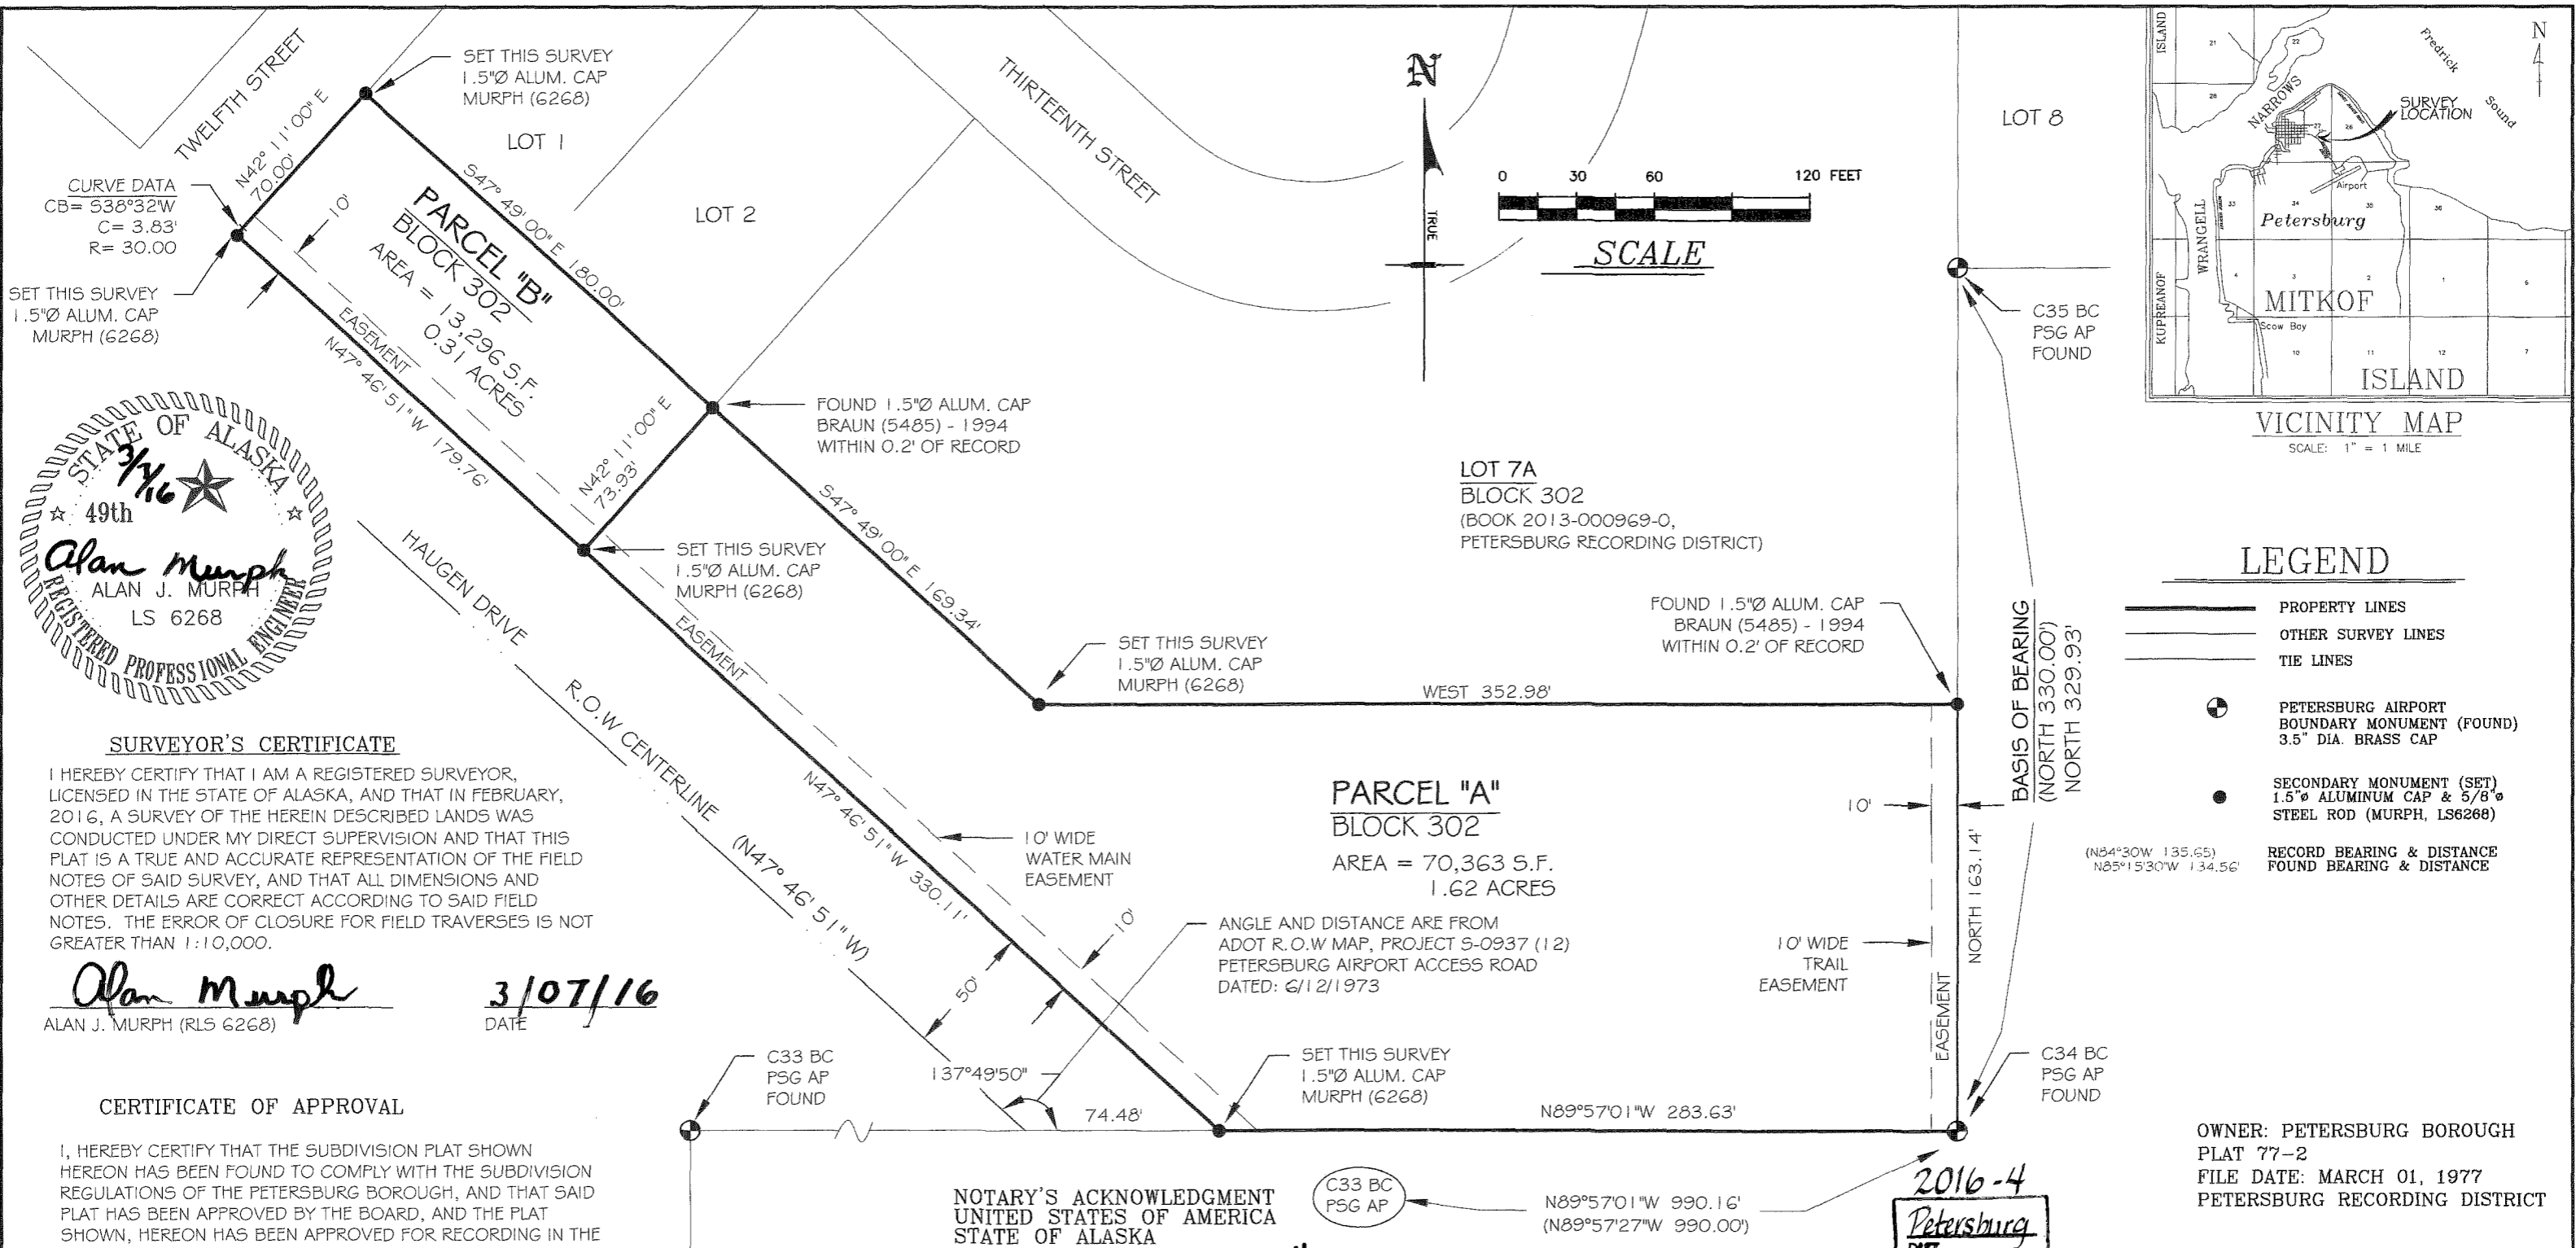 TWELFTH STREET
SET THIS SURVEY
1.5"Ø ALUM. CAP
MURPH (6268)
LOT 1
N42° 11' 00" E
70.00'
CURVE DATA
CB= S38°32'W
C= 3.83'
R= 30.00
SET THIS SURVEY
1.5"Ø ALUM. CAP
MURPH (6268)
10'
PARCEL "B"
BLOCK 302
AREA = 13,296 S.F.
0.31 ACRES
S47° 49' 00" E 180.00'
EASEMENT
N47° 46' 51" W 179.76'
LOT 2
THIRTEENTH STREET
N
TRUE
0 30 60 120 FEET
SCALE
LOT 8
C35 BC
PSG AP
FOUND
ISLAND
21
22
28
27
26
NARROWS
Fredrick
Sound
N
SURVEY
LOCATION
Airport
33
34
35
36
Petersburg
WRANGELL
4
3
2
1
6
MITKOF
Scow Bay
KUPREANOF
10
11
12
7
ISLAND
VICINITY MAP
SCALE: 1" = 1 MILE
N42° 11' 00" E
73.93'
FOUND 1.5"Ø ALUM. CAP
BRAUN (5485) - 1994
WITHIN 0.2' OF RECORD
S47° 49' 00" E 169.34'
SET THIS SURVEY
1.5"Ø ALUM. CAP
MURPH (6268)
LOT 7A
BLOCK 302
(BOOK 2013-000969-0,
PETERSBURG RECORDING DISTRICT)
STATE OF ALASKA
49th
Alan Murph
ALAN J. MURPH
LS 6268
REGISTERED PROFESSIONAL ENGINEER
HAUGEN DRIVE
R.O.W CENTERLINE (N47° 46' 51" W)
EASEMENT
N47° 46' 51" W 330.11'
SET THIS SURVEY
1.5"Ø ALUM. CAP
MURPH (6268)
FOUND 1.5"Ø ALUM. CAP
BRAUN (5485) - 1994
WITHIN 0.2' OF RECORD
WEST 352.98'
BASIS OF BEARING
(NORTH 330.00')
NORTH 329.93'
LEGEND
PROPERTY LINES
OTHER SURVEY LINES
TIE LINES
PETERSBURG AIRPORT
BOUNDARY MONUMENT (FOUND)
3.5" DIA. BRASS CAP
SECONDARY MONUMENT (SET)
1.5"ø ALUMINUM CAP & 5/8"ø
STEEL ROD (MURPH, LS6268)
(N84°30W 135.65) RECORD BEARING & DISTANCE
N85°15'30"W 134.56' FOUND BEARING & DISTANCE
SURVEYOR'S CERTIFICATE
I HEREBY CERTIFY THAT I AM A REGISTERED SURVEYOR,
LICENSED IN THE STATE OF ALASKA, AND THAT IN FEBRUARY,
2016, A SURVEY OF THE HEREIN DESCRIBED LANDS WAS
CONDUCTED UNDER MY DIRECT SUPERVISION AND THAT THIS
PLAT IS A TRUE AND ACCURATE REPRESENTATION OF THE FIELD
NOTES OF SAID SURVEY, AND THAT ALL DIMENSIONS AND
OTHER DETAILS ARE CORRECT ACCORDING TO SAID FIELD
NOTES. THE ERROR OF CLOSURE FOR FIELD TRAVERSES IS NOT
GREATER THAN 1:10,000.
Alan Murph 3/07/16
ALAN J. MURPH (RLS 6268) DATE
10' WIDE
WATER MAIN
EASEMENT
PARCEL "A"
BLOCK 302
AREA = 70,363 S.F.
1.62 ACRES
10'
50'
ANGLE AND DISTANCE ARE FROM
ADOT R.O.W MAP, PROJECT S-0937 (12)
PETERSBURG AIRPORT ACCESS ROAD
DATED: 6/12/1973
10'
10' WIDE
TRAIL
EASEMENT
EASEMENT
NORTH 163.14'
C33 BC
PSG AP
FOUND
137°49'50"
74.48'
SET THIS SURVEY
1.5"Ø ALUM. CAP
MURPH (6268)
N89°57'01"W 283.63'
C34 BC
PSG AP
FOUND
CERTIFICATE OF APPROVAL
I, HEREBY CERTIFY THAT THE SUBDIVISION PLAT SHOWN
HEREON HAS BEEN FOUND TO COMPLY WITH THE SUBDIVISION
REGULATIONS OF THE PETERSBURG BOROUGH, AND THAT SAID
PLAT HAS BEEN APPROVED BY THE BOARD, AND THE PLAT
SHOWN, HEREON HAS BEEN APPROVED FOR RECORDING IN THE
NOTARY'S ACKNOWLEDGMENT
UNITED STATES OF AMERICA
STATE OF ALASKA
C33 BC
PSG AP
N89°57'01"W 990.16'
(N89°57'27"W 990.00')
2016-4
Petersburg
OWNER: PETERSBURG BOROUGH
PLAT 77-2
FILE DATE: MARCH 01, 1977
PETERSBURG RECORDING DISTRICT